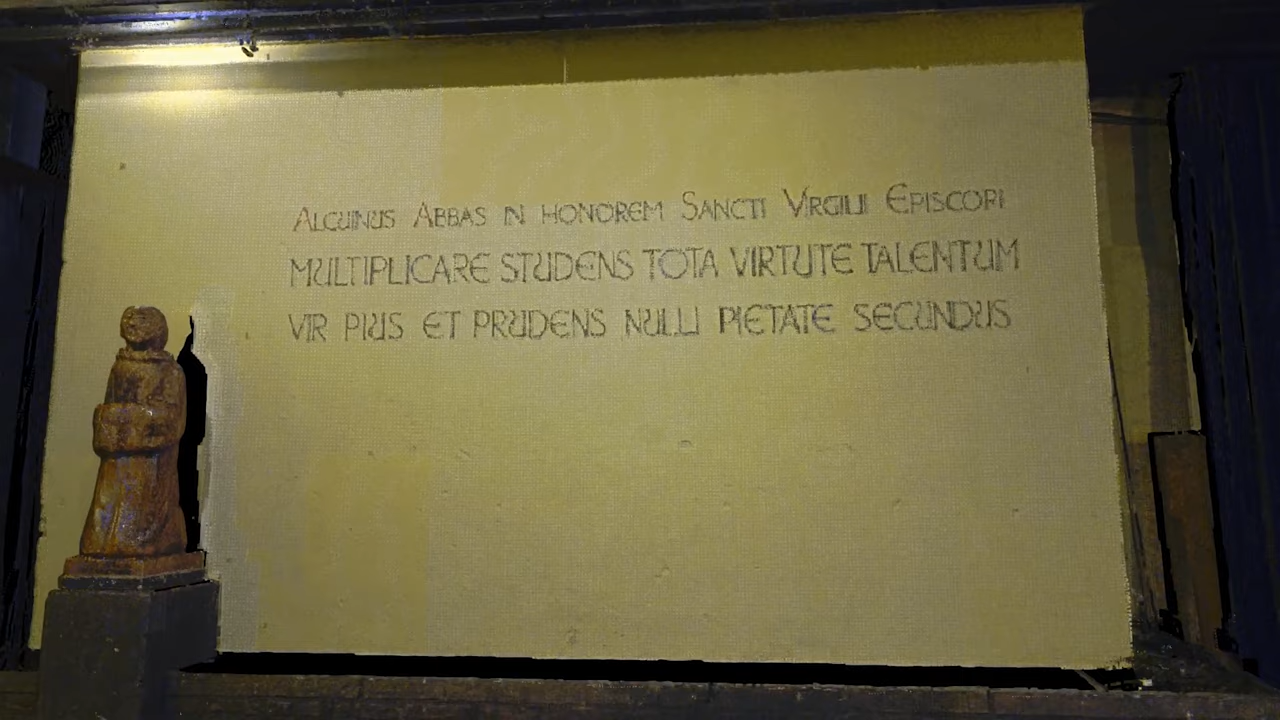 Alcuinus Abbas in honorem Sancti Virgilii Episcopi
MULTIPLICARE STUDENS TOTA VIRTUTE TALENTUM
VIR PIUS ET PRUDENS NULLI PIETATE SECUNDUS